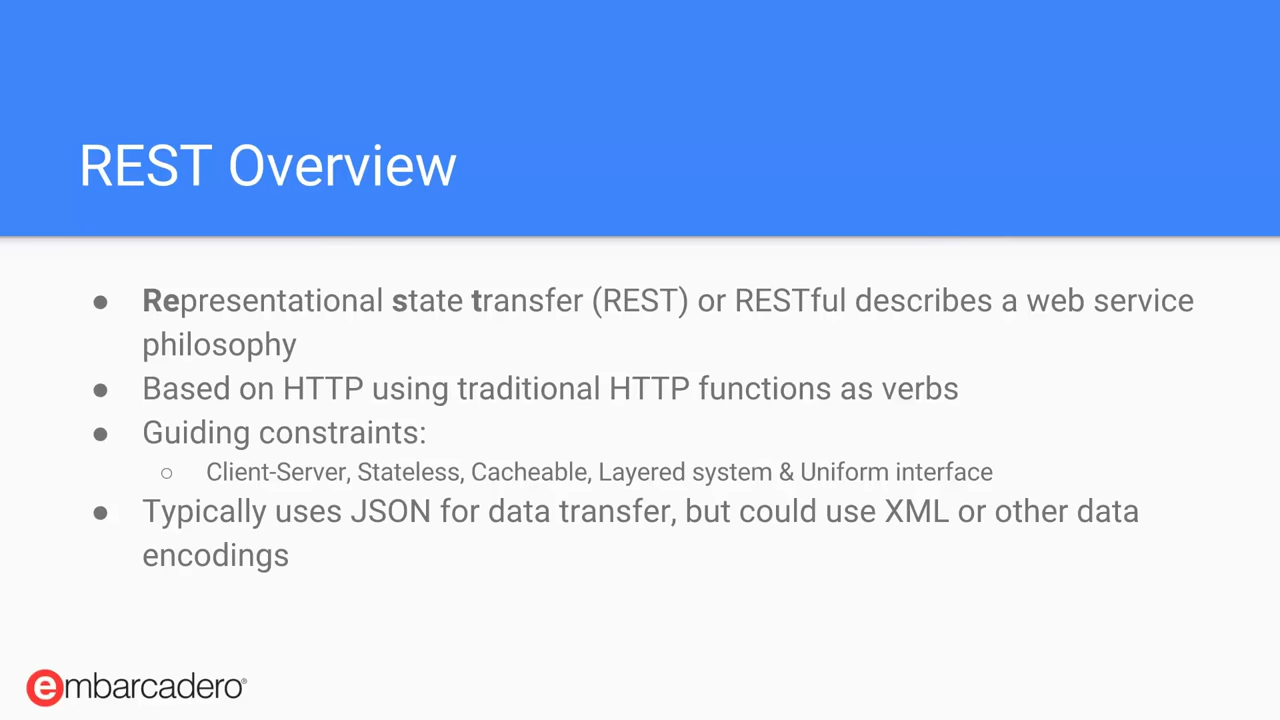 REST Overview
● Representational state transfer (REST) or RESTful describes a web service
philosophy
● Based on HTTP using traditional HTTP functions as verbs
● Guiding constraints:
○ Client-Server, Stateless, Cacheable, Layered system & Uniform interface
● Typically uses JSON for data transfer, but could use XML or other data
encodings
embarcadero®